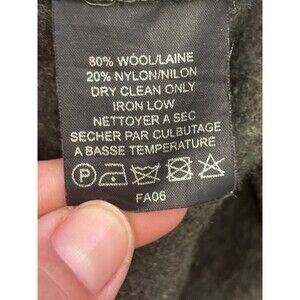 80% WOOL/LAINE
20% NYLON/NILON
DRY CLEAN ONLY
IRON LOW
NETTOYER A SEC
SECHER PAR CULBUTAGE
A BASSE TEMPERATURE
P
FA06